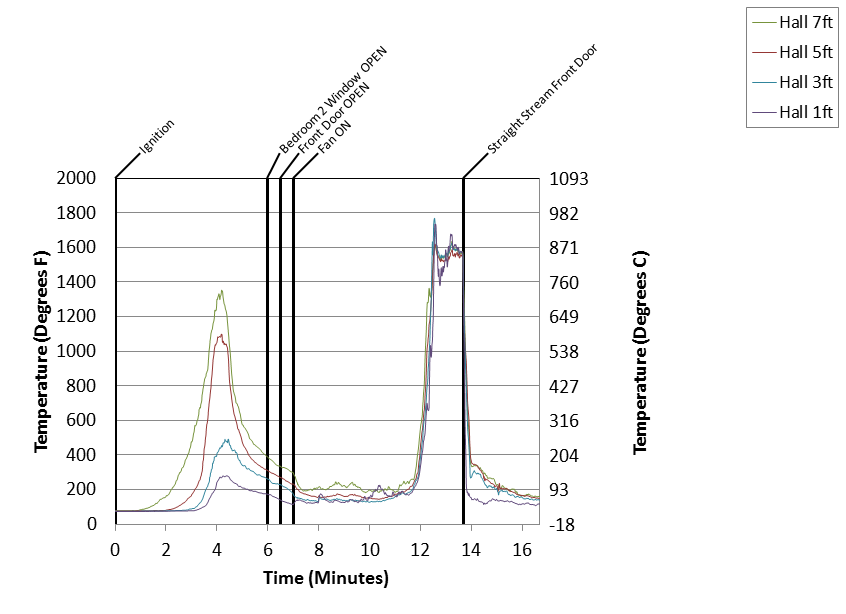 Hall 7ft
Hall 5ft
Hall 3ft
Hall 1ft
Ignition
Bedroom 2 Window OPEN
Front Door OPEN
Fan ON
Straight Stream Front Door
Temperature (Degrees F)
2000
1800
1600
1400
1200
1000
800
600
400
200
0
1093
982
871
760
649
538
427
316
204
93
-18
Temperature (Degrees C)
0 2 4 6 8 10 12 14 16
Time (Minutes)